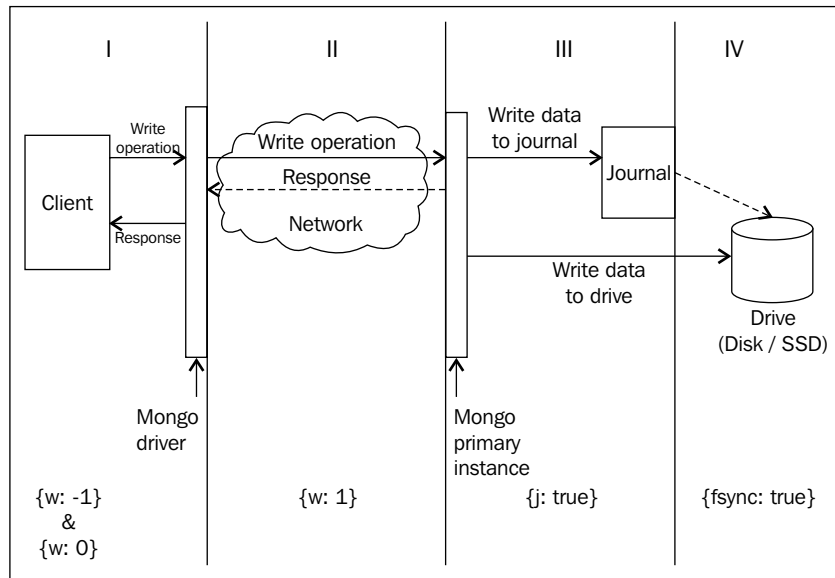 I
II
III
IV
Write
operation
Response
Client
Write operation
Response
Network
Write data
to journal
Journal
Write data
to drive
Drive
(Disk / SSD)
Mongo
driver
Mongo
primary
instance
{w: -1}
&
{w: 0}
{w: 1}
{j: true}
{fsync: true}